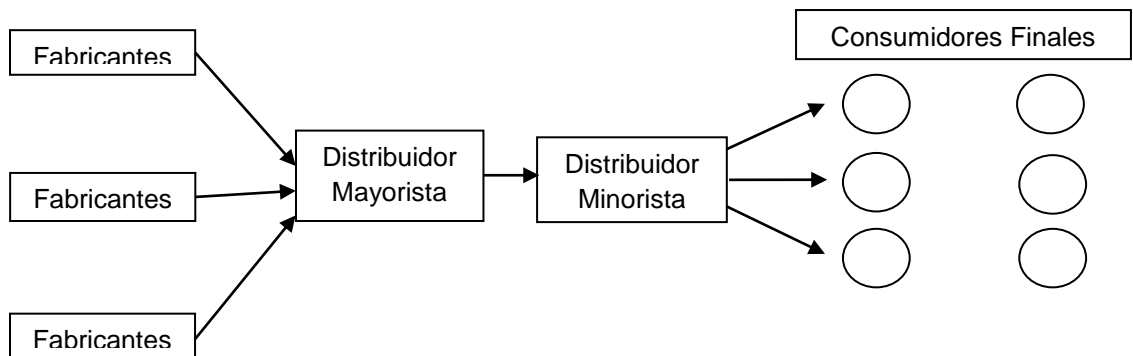 Consumidores Finales
Fabricantes
Distribuidor
Mayorista
Distribuidor
Minorista
Fabricantes
Fabricantes